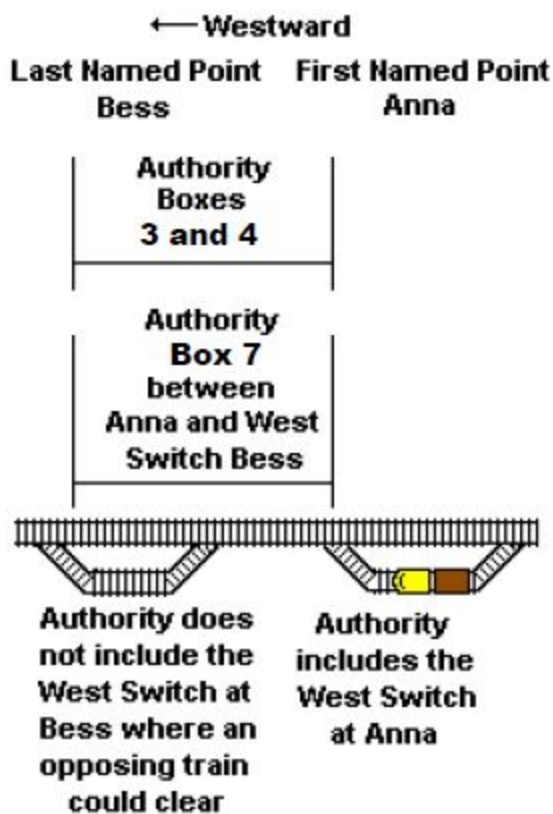 ← Westward
Last Named Point
Bess
First Named Point
Anna
Authority
Boxes
3 and 4
Authority
Box 7
between
Anna and West
Switch Bess
Authority does
not include the
West Switch at
Bess where an
opposing train
could clear
Authority
includes the
West Switch
at Anna